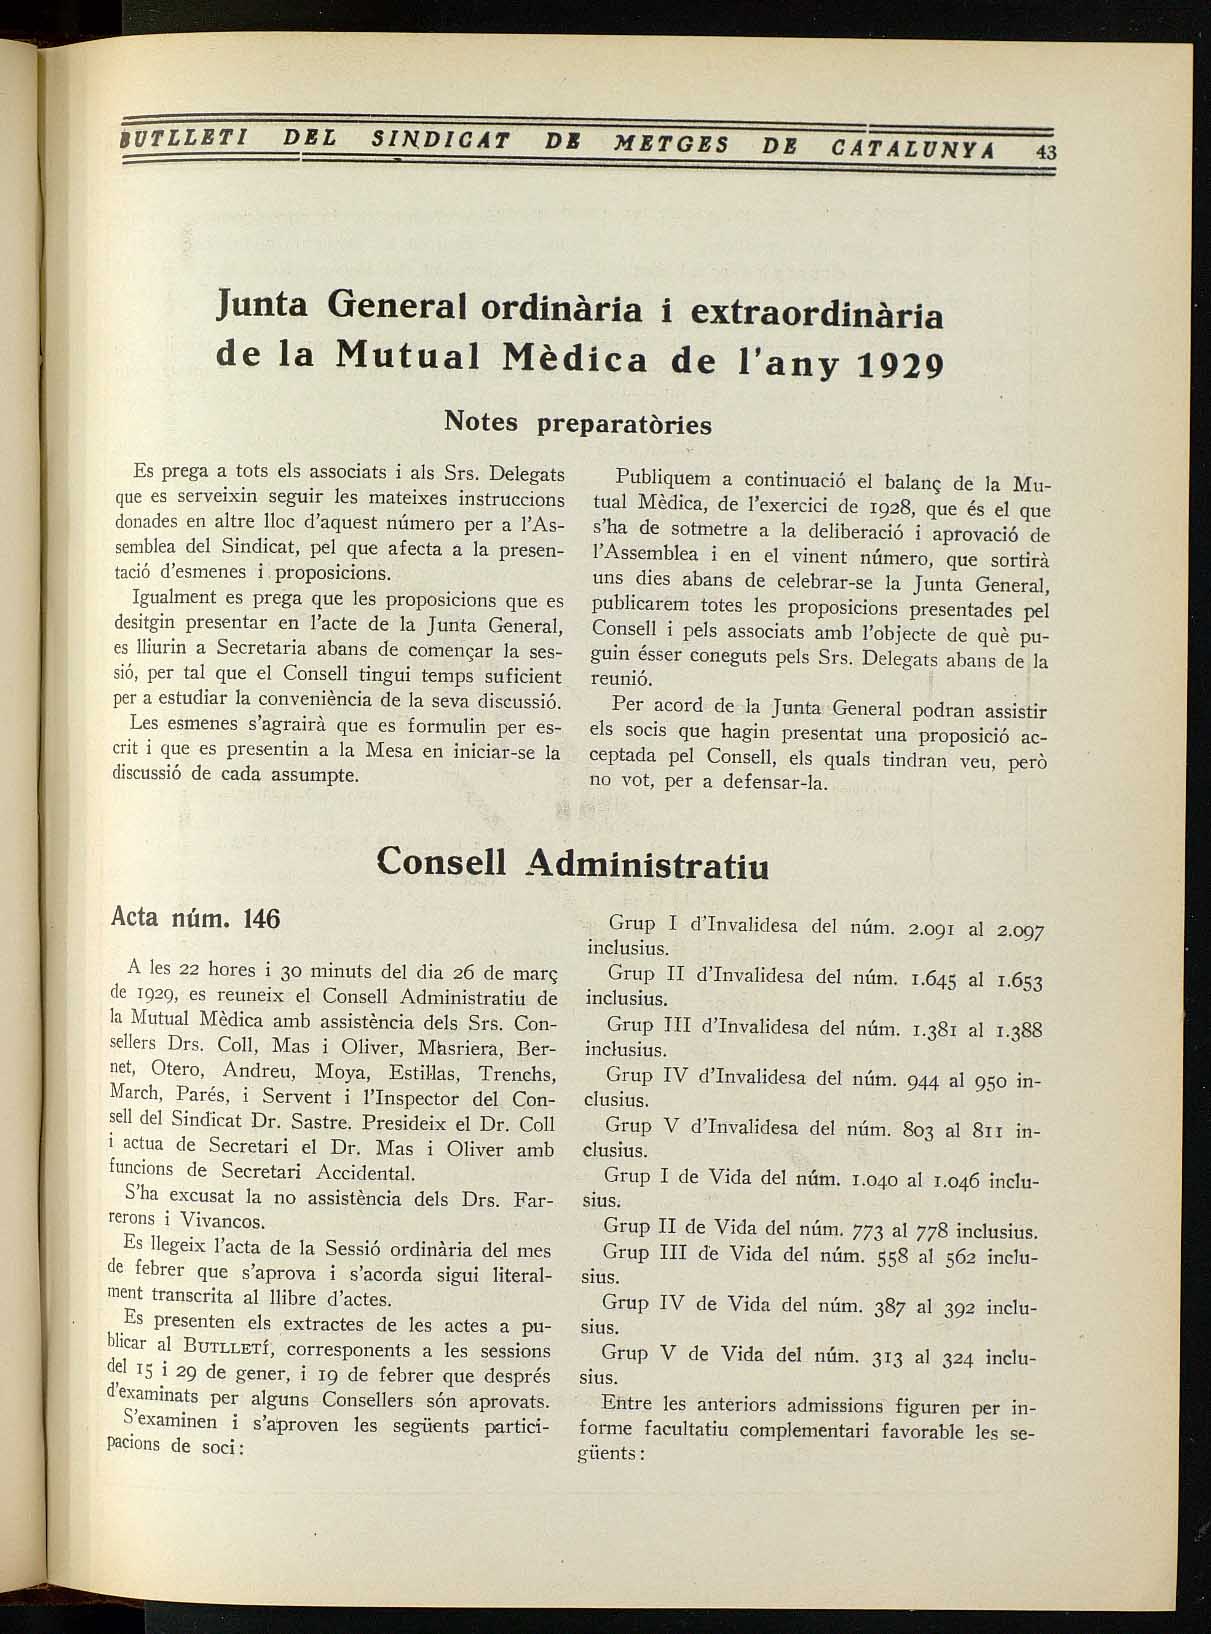 BUTLLETI DEL SINDICAT DE METGES DE CATALUNYA 43
Junta General ordinària i extraordinària
de la Mutual Mèdica de l'any 1929
Notes preparatòries
Es prega a tots els associats i als Srs. Delegats
que es serveixin seguir les mateixes instruccions
donades en altre lloc d'aquest número per a l'As-
semblea del Sindicat, pel que afecta a la presen-
tació d'esmenes i proposicions.
Igualment es prega que les proposicions que es
desitgin presentar en l'acte de la Junta General,
es lliurin a Secretaria abans de començar la ses-
sió, per tal que el Consell tingui temps suficient
per a estudiar la conveniència de la seva discussió.
Les esmenes s'agrairà que es formulin per es-
crit i que es presentin a la Mesa en iniciar-se la
discussió de cada assumpte.
Publiquem a continuació el balanç de la Mu-
tual Mèdica, de l'exercici de 1928, que és el que
s'ha de sotmetre a la deliberació i aprovació de
l'Assemblea i en el vinent número, que sortirà
uns dies abans de celebrar-se la Junta General,
publicarem totes les proposicions presentades pel
Consell i pels associats amb l'objecte de què pu-
guin ésser coneguts pels Srs. Delegats abans de la
reunió.
Per acord de la Junta General podran assistir
els socis que hagin presentat una proposició ac-
ceptada pel Consell, els quals tindran veu, però
no vot, per a defensar-la.
Consell Administratiu
Acta núm. 146
A les 22 hores i 30 minuts del dia 26 de març
de 1929, es reuneix el Consell Administratiu de
la Mutual Mèdica amb assistència dels Srs. Con-
sellers Drs. Coll, Mas i Oliver, Masriera, Ber-
net, Otero, Andreu, Moya, Estil·las, Trenchs,
March, Parés, i Servent i l'Inspector del Con-
sell del Sindicat Dr. Sastre. Presideix el Dr. Coll
i actua de Secretari el Dr. Mas i Oliver amb
funcions de Secretari Accidental.
S'ha excusat la no assistència dels Drs. Far-
rerons i Vivancos.
Es llegeix l'acta de la Sessió ordinària del mes
de febrer que s'aprova i s'acorda sigui literal-
ment transcrita al llibre d'actes.
Es presenten els extractes de les actes a pu-
blicar al BUTLLETÍ, corresponents a les sessions
del 15 i 29 de gener, i 19 de febrer que després
d'examinats per alguns Consellers són aprovats.
S'examinen i s'aproven les següents partici-
pacions de soci:
Grup I d'Invalidesa del núm. 2.091 al 2.097
inclusius.
Grup II d'Invalidesa del núm. 1.645 al 1.653
inclusius.
Grup III d'Invalidesa del núm. 1.381 al 1.388
inclusius.
Grup IV d'Invalidesa del núm. 944 al 950 in-
clusius.
Grup V d'Invalidesa del núm. 803 al 811 in-
clusius.
Grup I de Vida del núm. 1.040 al 1.046 inclu-
sius.
Grup II de Vida del núm. 773 al 778 inclusius.
Grup III de Vida del núm. 558 al 562 inclu-
sius.
Grup IV de Vida del núm. 387 al 392 inclu-
sius.
Grup V de Vida del núm. 313 al 324 inclu-
sius.
Entre les anteriors admissions figuren per in-
forme facultatiu complementari favorable les se-
güents: